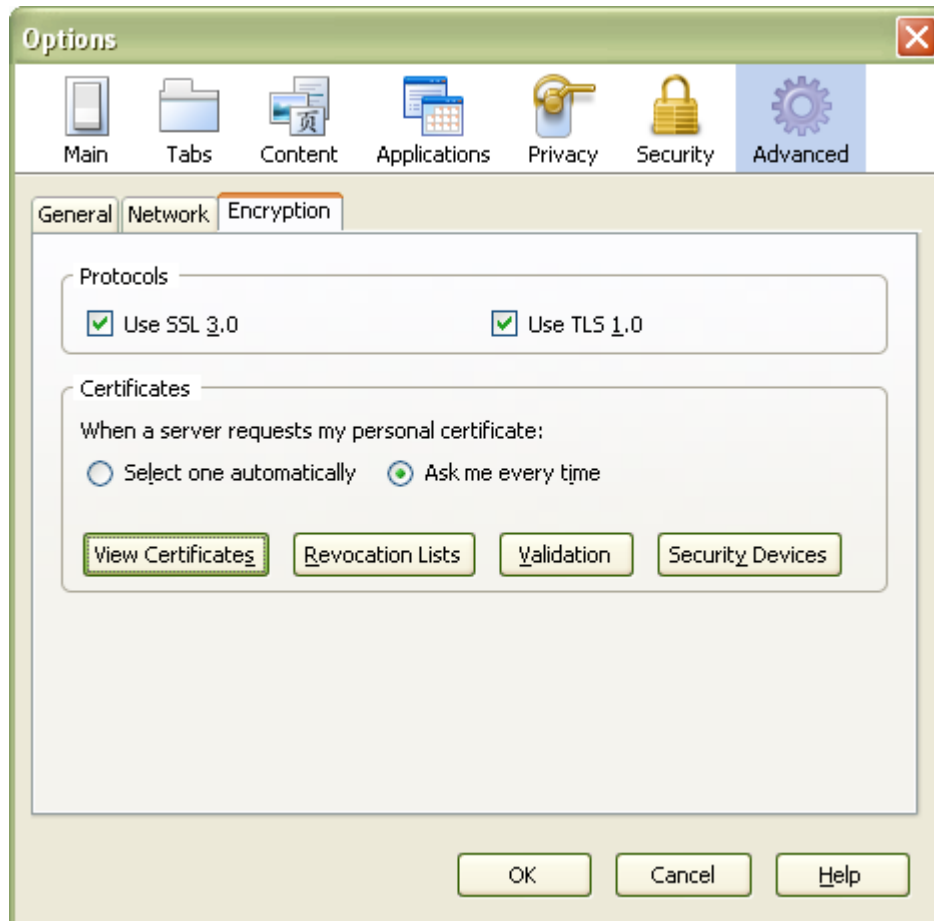 Options
Main Tabs Content Applications Privacy Security Advanced
页
General Network Encryption
Protocols
Use SSL 3.0 Use TLS 1.0
Certificates
When a server requests my personal certificate:
Select one automatically Ask me every time
View Certificates Revocation Lists Validation Security Devices
OK Cancel Help